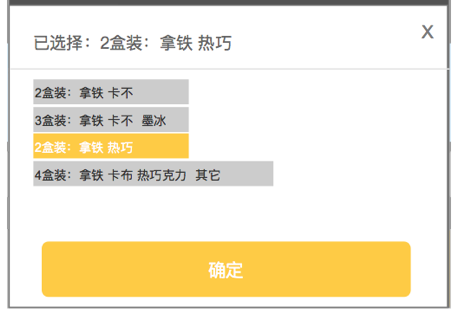 已选择：2盒装：拿铁 热巧
x
2盒装：拿铁 卡不
3盒装：拿铁 卡不 墨冰
2盒装：拿铁 热巧
4盒装：拿铁 卡布 热巧克力 其它
确定